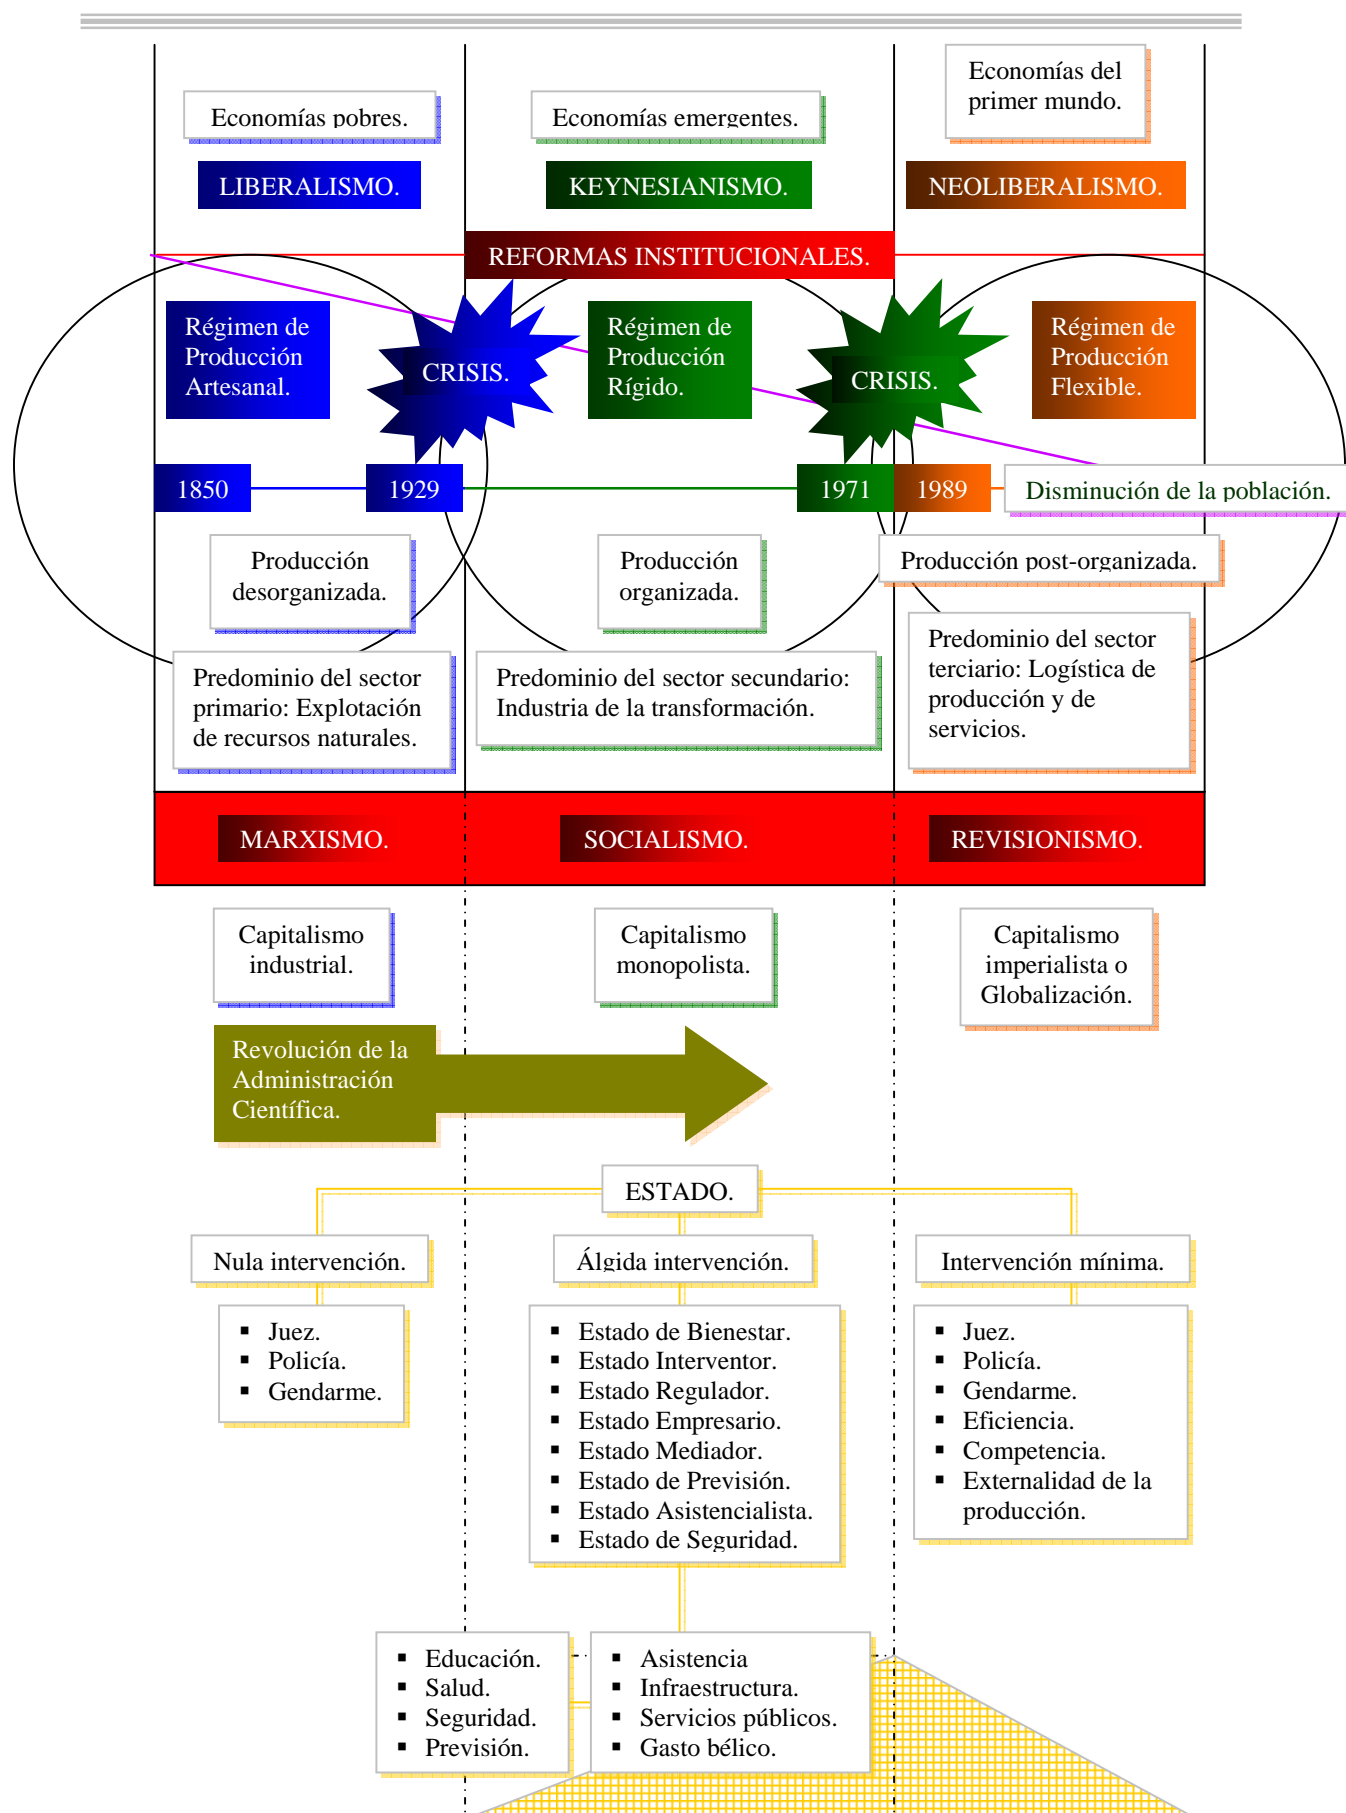 Economías pobres.
Economías emergentes.
Economías del
primer mundo.
LIBERALISMO.
KEYNESIANISMO.
NEOLIBERALISMO.
REFORMAS INSTITUCIONALES.
Régimen de
Producción
Artesanal.
CRISIS.
Régimen de
Producción
Rígido.
CRISIS.
Régimen de
Producción
Flexible.
1850
1929
1971
1989
Disminución de la población.
Producción
desorganizada.
Producción
organizada.
Producción post-organizada.
Predominio del sector
primario: Explotación
de recursos naturales.
Predominio del sector secundario:
Industria de la transformación.
Predominio del sector
terciario: Logística de
producción y de
servicios.
MARXISMO.
SOCIALISMO.
REVISIONISMO.
Capitalismo
industrial.
Capitalismo
monopolista.
Capitalismo
imperialista o
Globalización.
Revolución de la
Administración
Científica.
ESTADO.
Nula intervención.
Álgida intervención.
Intervención mínima.
▪ Juez.
▪ Policía.
▪ Gendarme.
▪ Estado de Bienestar.
▪ Estado Interventor.
▪ Estado Regulador.
▪ Estado Empresario.
▪ Estado Mediador.
▪ Estado de Previsión.
▪ Estado Asistencialista.
▪ Estado de Seguridad.
▪ Juez.
▪ Policía.
▪ Gendarme.
▪ Eficiencia.
▪ Competencia.
▪ Externalidad de la
producción.
▪ Educación.
▪ Salud.
▪ Seguridad.
▪ Previsión.
▪ Asistencia
▪ Infraestructura.
▪ Servicios públicos.
▪ Gasto bélico.